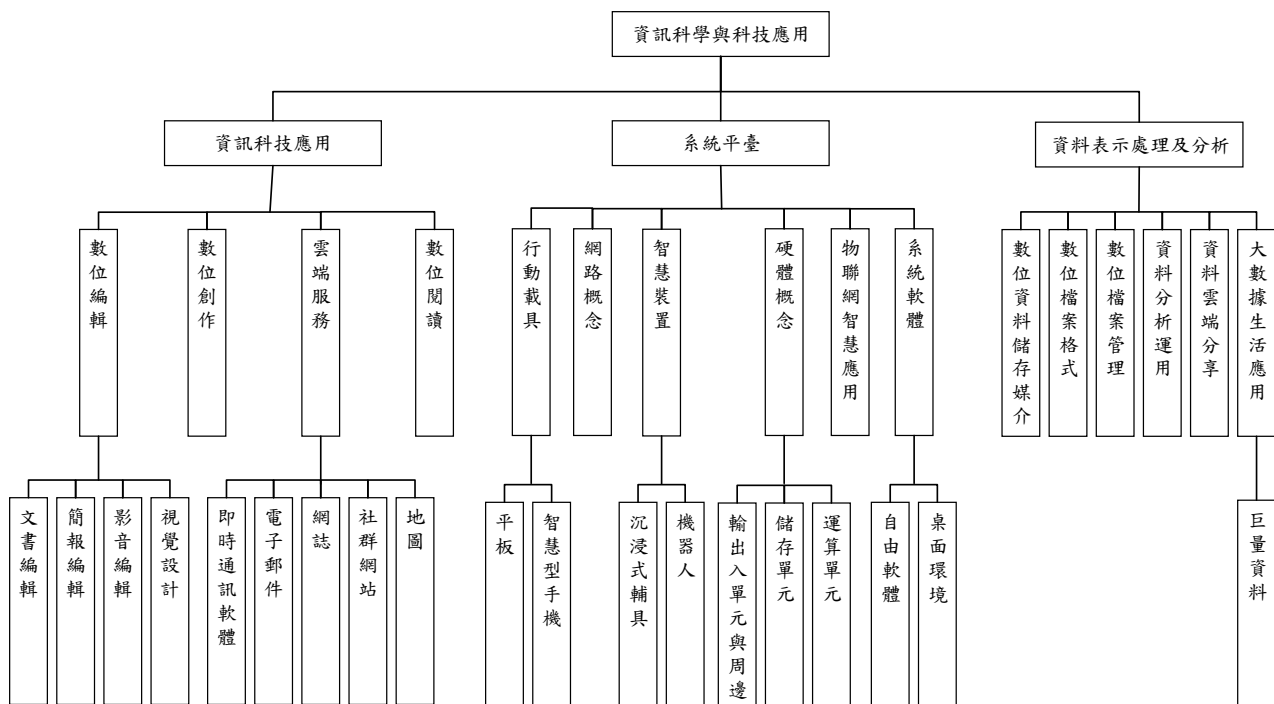 資訊科學與科技應用
資訊科技應用
系統平臺
資料表示處理及分析
數位編輯
數位創作
雲端服務
數位閱讀
行動載具
網路概念
智慧裝置
硬體概念
物聯網智慧應用
系統軟體
數位資料儲存媒介
數位檔案格式
數位檔案管理
資料分析運用
資料雲端分享
大數據生活應用
文書編輯
簡報編輯
影音編輯
視覺設計
即時通訊軟體
電子郵件
網誌
社群網站
地圖
平板
智慧型手機
沉浸式輔具
機器人
輸出入單元與周邊
儲存單元
運算單元
自由軟體
桌面環境
巨量資料